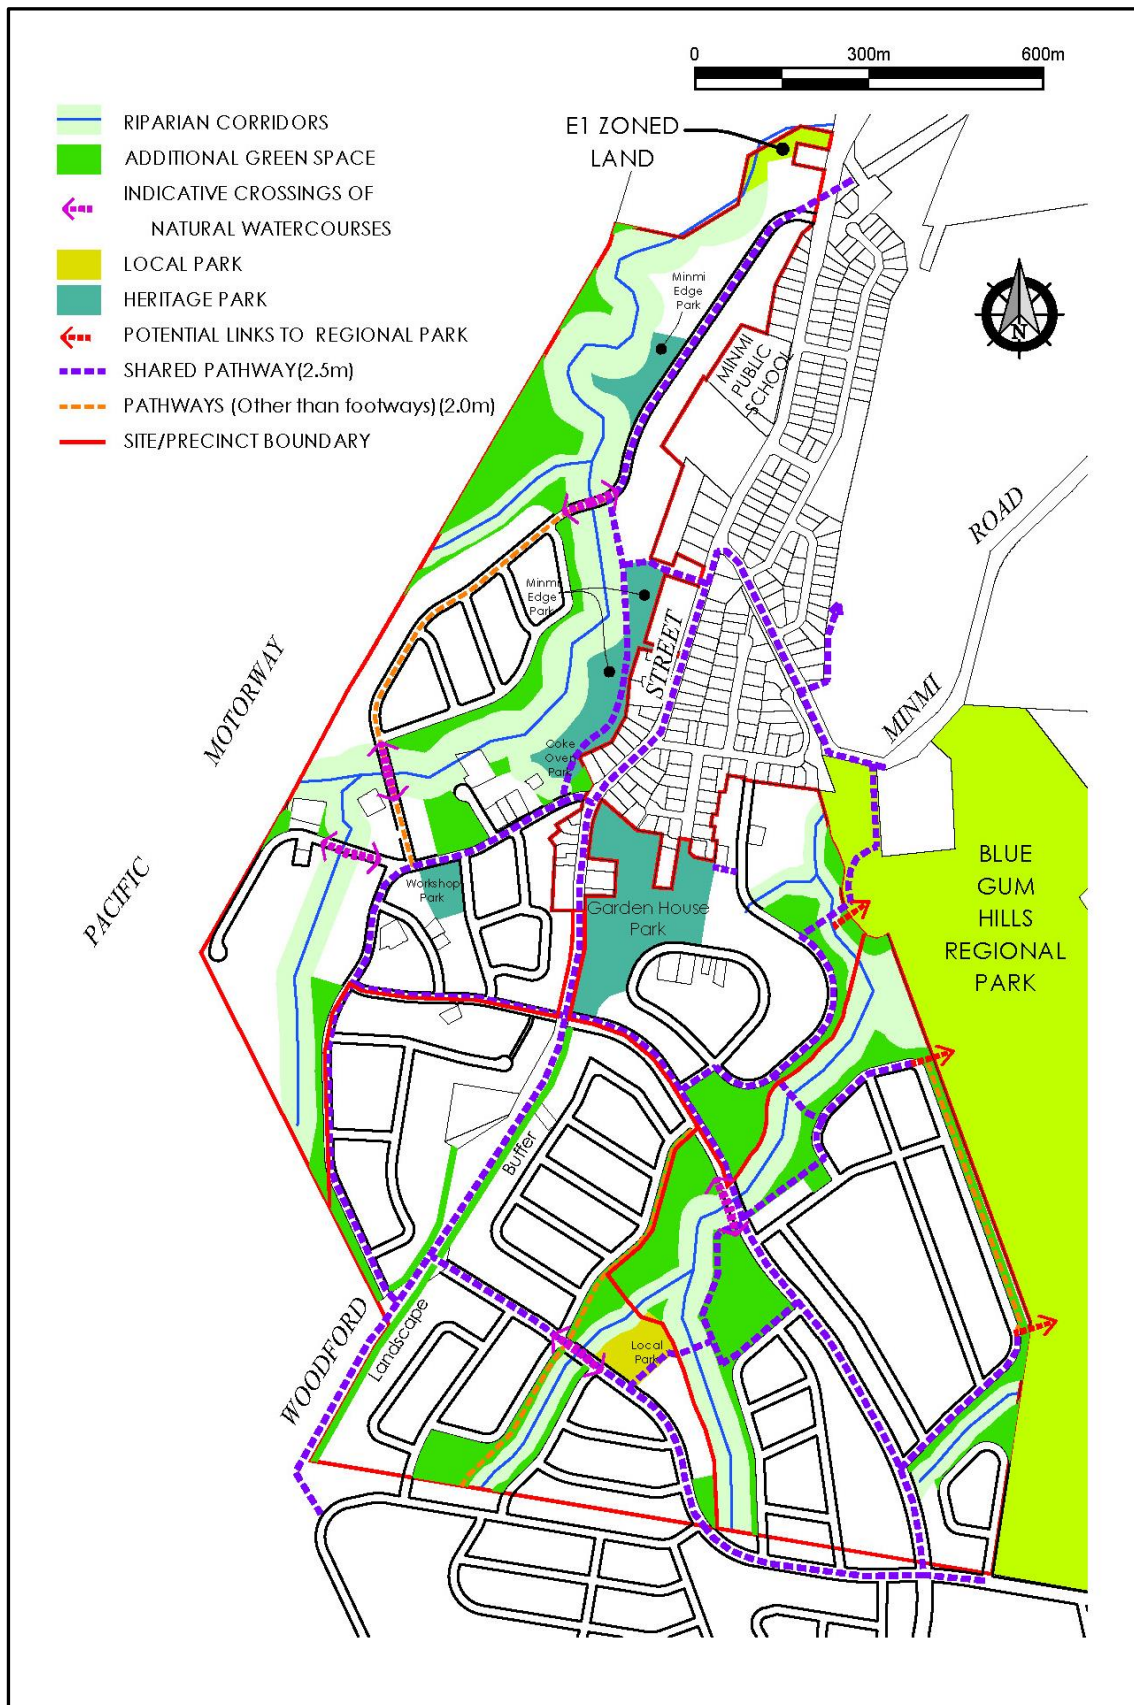 0 300m 600m
RIPARIAN CORRIDORS
ADDITIONAL GREEN SPACE
INDICATIVE CROSSINGS OF
NATURAL WATERCOURSES
LOCAL PARK
HERITAGE PARK
POTENTIAL LINKS TO REGIONAL PARK
SHARED PATHWAY(2.5m)
PATHWAYS (Other than footways)(2.0m)
SITE/PRECINCT BOUNDARY
E1 ZONED
LAND
Minmi
Edge
Park
MINMI
PUBLIC
SCHOOL
N
ROAD
MINMI
Minmi
Edge
Park
STREET
MOTORWAY
PACIFIC
Coke
Oven
Park
Workshop
Park
Garden House
Park
BLUE
GUM
HILLS
REGIONAL
PARK
Buffer
Landscape
WOODFORD
Local
Park